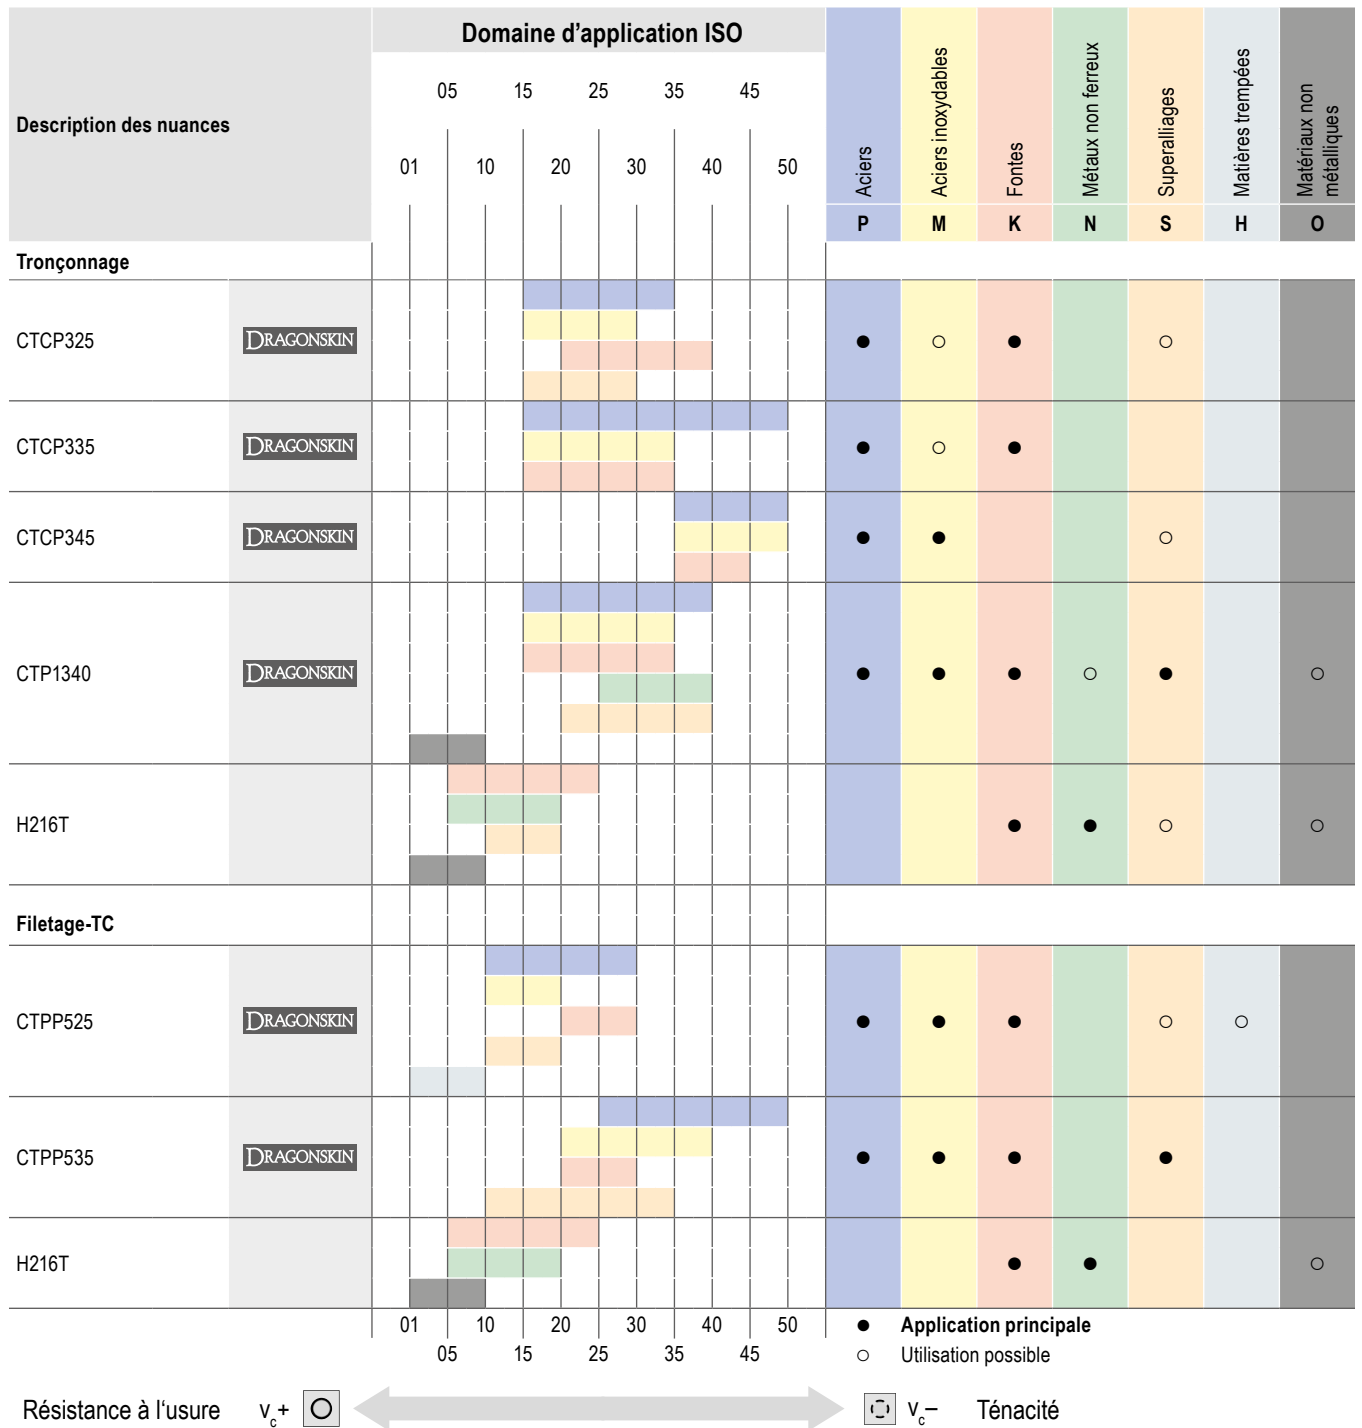 Domaine d'application ISO
Description des nuances
05 15 25 35 45
01 10 20 30 40 50
Aciers
Aciers inoxydables
Fontes
Métaux non ferreux
Superalliages
Matières trempées
Matériaux non
métalliques
P M K N S H O
Tronçonnage
CTCP325 DRAGONSKIN ● ○ ● ○
CTCP335 DRAGONSKIN ● ○ ●
CTCP345 DRAGONSKIN ● ● ○
CTP1340 DRAGONSKIN ● ● ● ○ ● ○
H216T ● ● ○ ○
Filetage-TC
CTPP525 DRAGONSKIN ● ● ● ○ ○
CTPP535 DRAGONSKIN ● ● ● ●
H216T ● ● ○
01 10 20 30 40 50
05 15 25 35 45
● Application principale
○ Utilisation possible
Résistance à l'usure vc+ vc– Ténacité